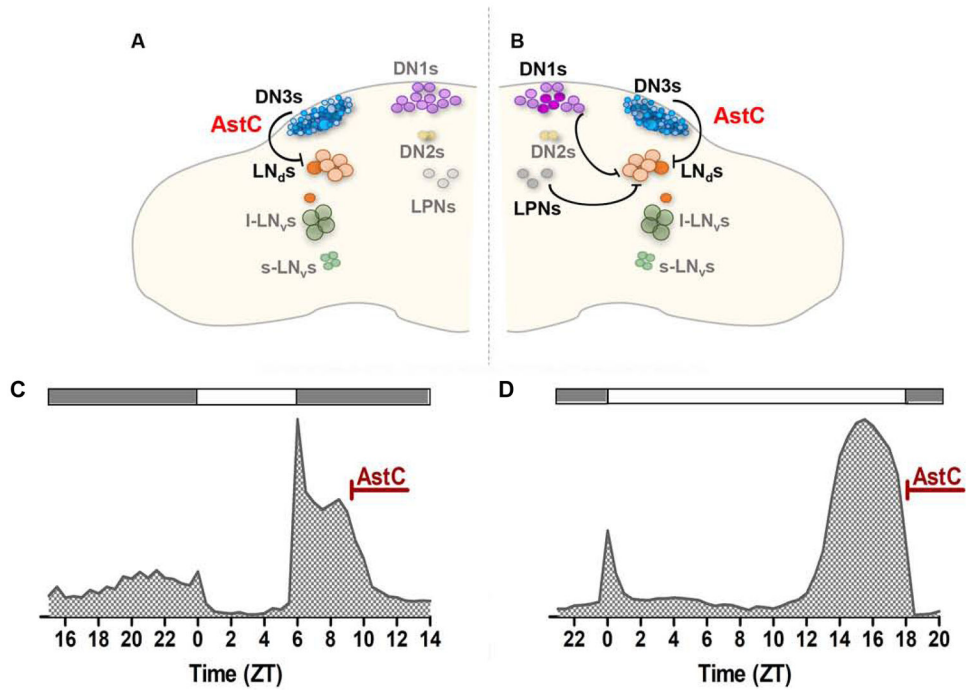 A
DN1s
DN3s
AstC
DN2s
LNds
LPNs
l-LNvs
s-LNvs
B
DN1s
DN3s
AstC
DN2s
LNds
LPNs
l-LNvs
s-LNvs
C
AstC
16 18 20 22 0 2 4 6 8 10 12 14
Time (ZT)
D
AstC
22 0 2 4 6 8 10 12 14 16 18 20
Time (ZT)